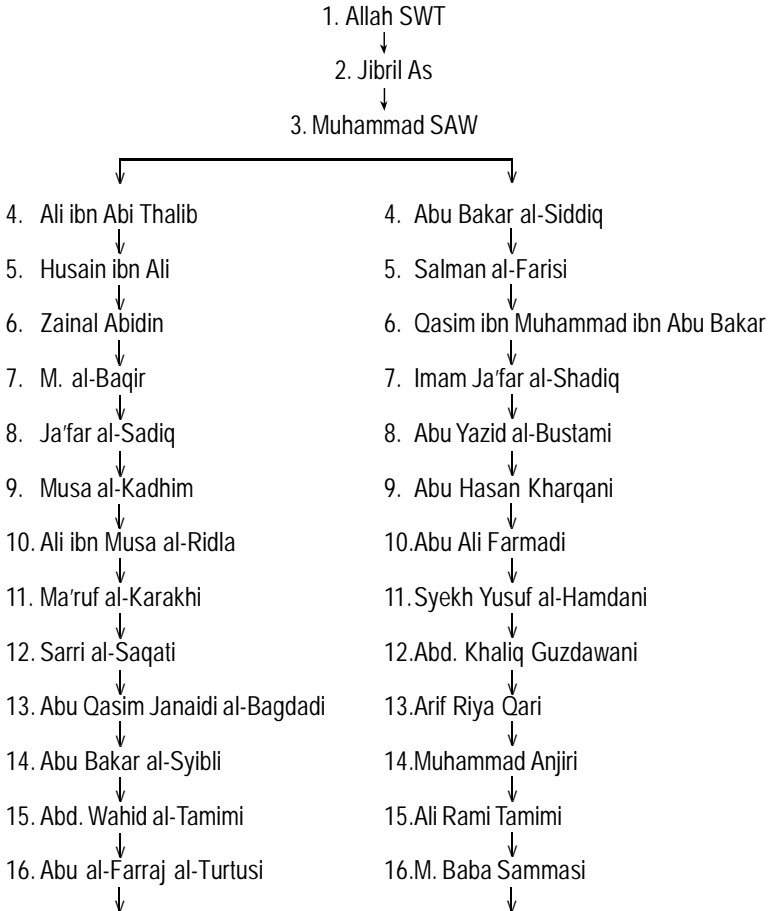 1. Allah SWT
2. Jibril As
3. Muhammad SAW
4. Ali ibn Abi Thalib
5. Husain ibn Ali
6. Zainal Abidin
7. M. al-Baqir
8. Ja'far al-Sadiq
9. Musa al-Kadhim
10. Ali ibn Musa al-Ridla
11. Ma'ruf al-Karakhi
12. Sarri al-Saqati
13. Abu Qasim Janaidi al-Bagdadi
14. Abu Bakar al-Syibli
15. Abd. Wahid al-Tamimi
16. Abu al-Farraj al-Turtusi
4. Abu Bakar al-Siddiq
5. Salman al-Farisi
6. Qasim ibn Muhammad ibn Abu Bakar
7. Imam Ja'far al-Shadiq
8. Abu Yazid al-Bustami
9. Abu Hasan Kharqani
10.Abu Ali Farmadi
11.Syekh Yusuf al-Hamdani
12.Abd. Khaliq Guzdawani
13.Arif Riya Qari
14.Muhammad Anjiri
15.Ali Rami Tamimi
16.M. Baba Sammasi